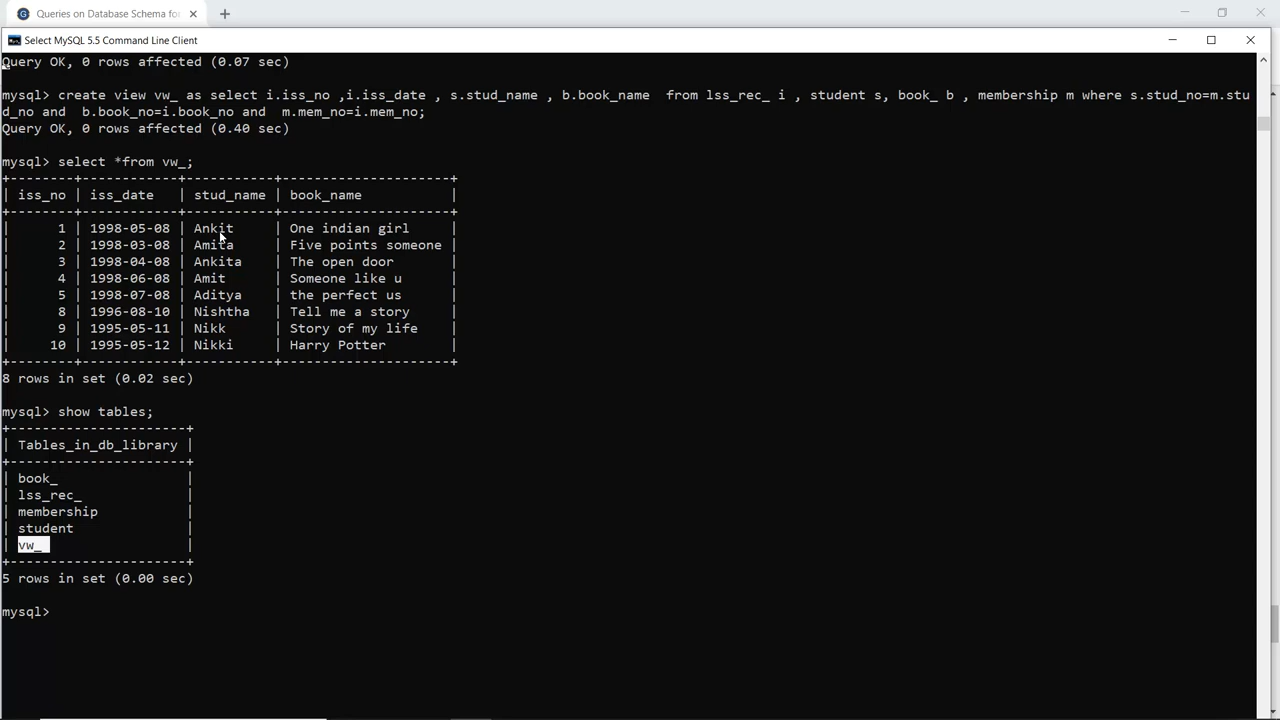 Queries on Database Schema for
Select MySQL 5.5 Command Line Client
Query OK, 0 rows affected (0.07 sec)
mysql> create view vw_ as select i.iss_no ,i.iss_date , s.stud_name , b.book_name  from lss_rec_ i , student s, book_ b , membership m where s.stud_no=m.stu
d_no and  b.book_no=i.book_no and  m.mem_no=i.mem_no;
Query OK, 0 rows affected (0.40 sec)
mysql> select *from vw_;
+--------+------------+-----------+---------------------+
| iss_no | iss_date   | stud_name | book_name           |
+--------+------------+-----------+---------------------+
|      1 | 1998-05-08 | Ankit     | One indian girl     |
|      2 | 1998-03-08 | Amita     | Five points someone |
|      3 | 1998-04-08 | Ankita    | The open door       |
|      4 | 1998-06-08 | Amit      | Someone like u      |
|      5 | 1998-07-08 | Aditya    | the perfect us      |
|      8 | 1996-08-10 | Nishtha   | Tell me a story     |
|      9 | 1995-05-11 | Nikk      | Story of my life    |
|     10 | 1995-05-12 | Nikki     | Harry Potter        |
+--------+------------+-----------+---------------------+
8 rows in set (0.02 sec)
mysql> show tables;
+----------------------+
| Tables_in_db_library |
+----------------------+
| book_                |
| lss_rec_             |
| membership           |
| student              |
| vw_                  |
+----------------------+
5 rows in set (0.00 sec)
mysql>